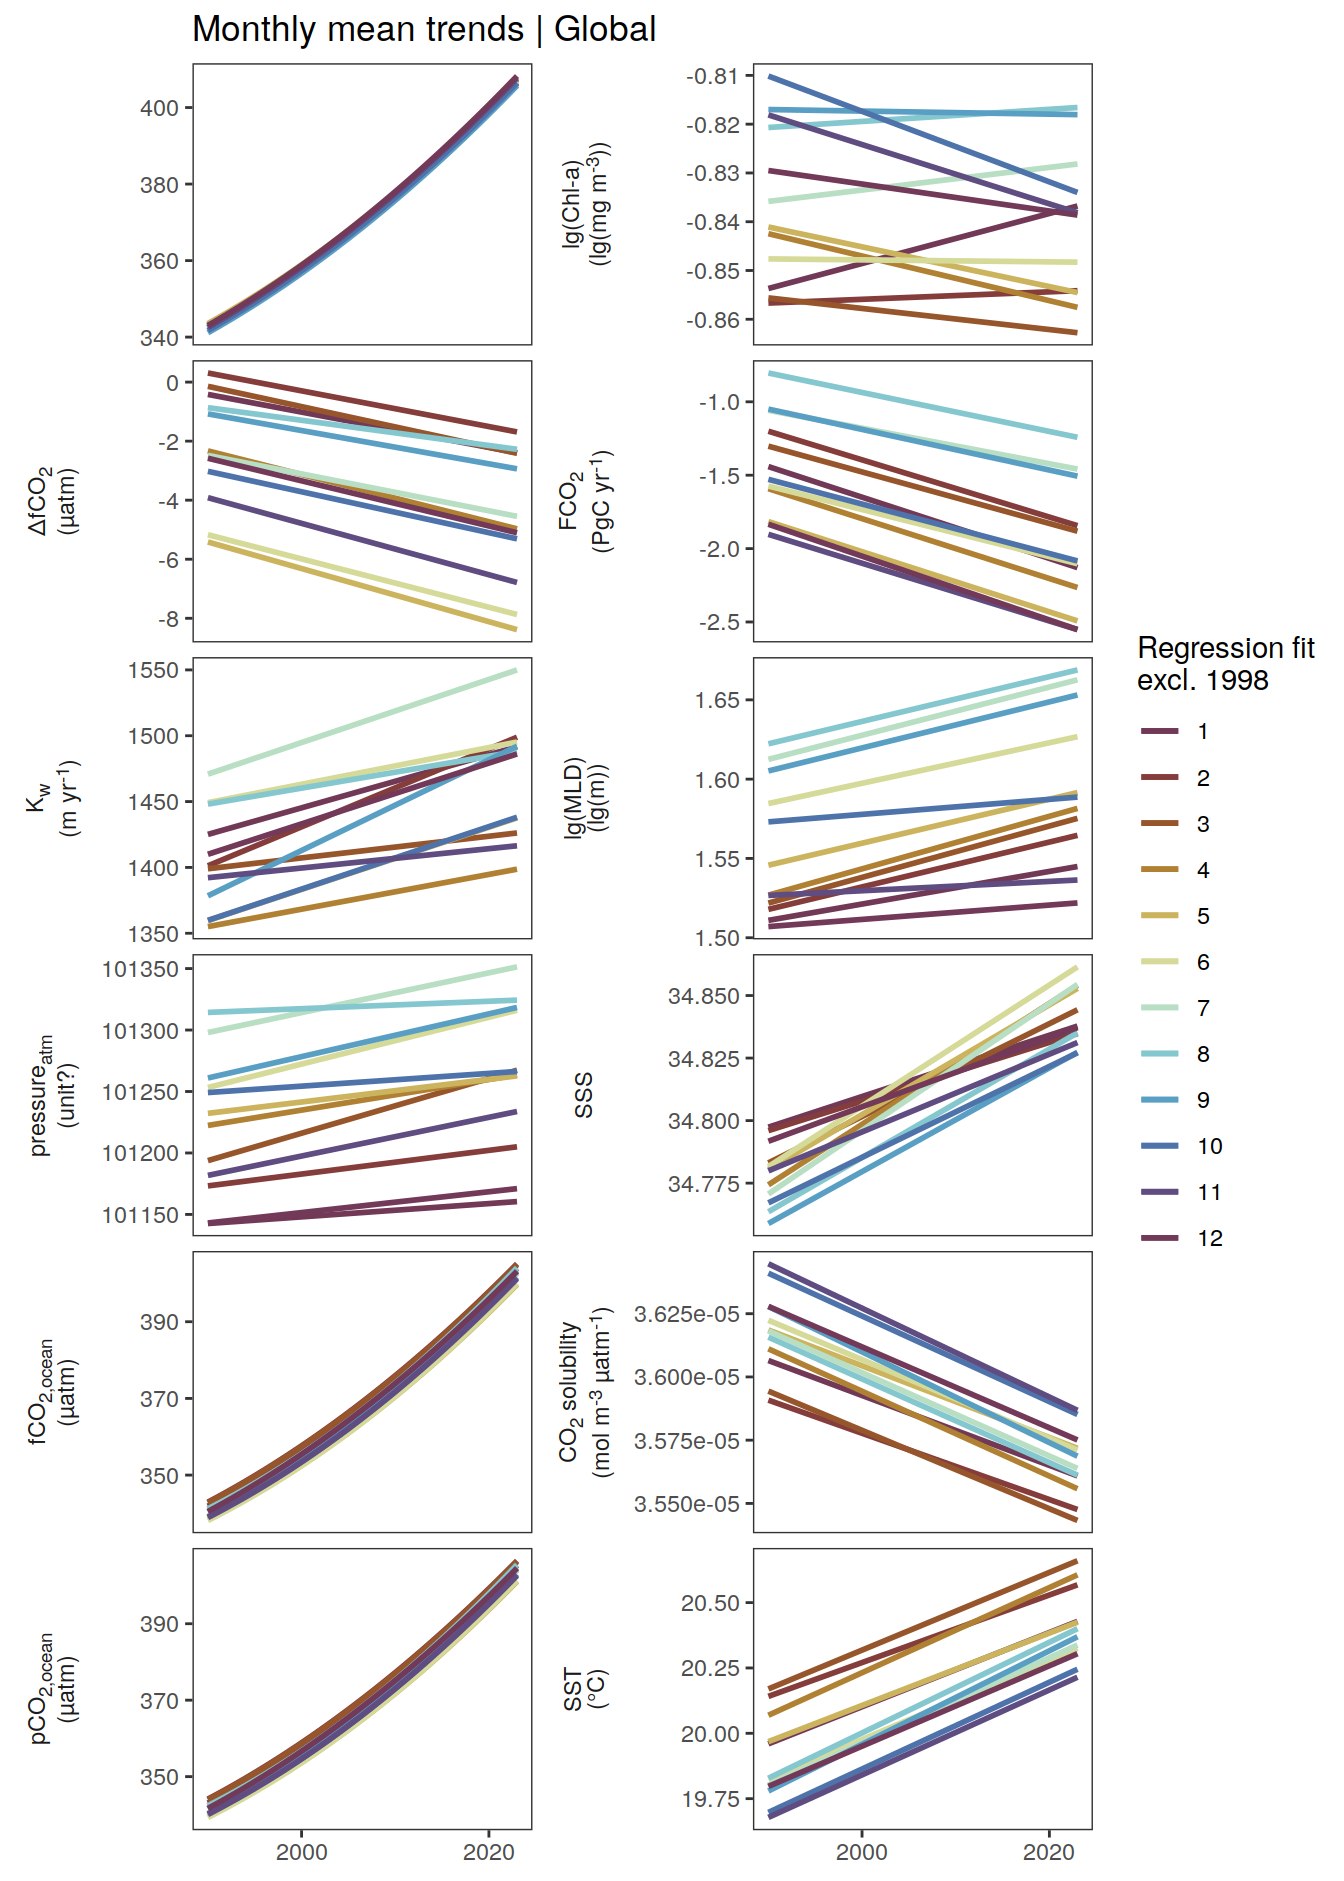 Monthly mean trends | Global
400
380
360
340
lg(Chl-a)
(lg(mg m⁻³))
-0.81
-0.82
-0.83
-0.84
-0.85
-0.86
ΔfCO₂
(µatm)
0
-2
-4
-6
-8
FCO₂
(PgC yr⁻¹)
-1.0
-1.5
-2.0
-2.5
K_w
(m yr⁻¹)
1550
1500
1450
1400
1350
lg(MLD)
(lg(m))
1.65
1.60
1.55
1.50
pressure_atm
(unit?)
101350
101300
101250
101200
101150
SSS
34.850
34.825
34.800
34.775
fCO₂,ocean
(µatm)
390
370
350
CO₂ solubility
(mol m⁻³ µatm⁻¹)
3.625e-05
3.600e-05
3.575e-05
3.550e-05
pCO₂,ocean
(µatm)
390
370
350
SST
(°C)
20.50
20.25
20.00
19.75
2000 2020
2000 2020
Regression fit
excl. 1998
1
2
3
4
5
6
7
8
9
10
11
12